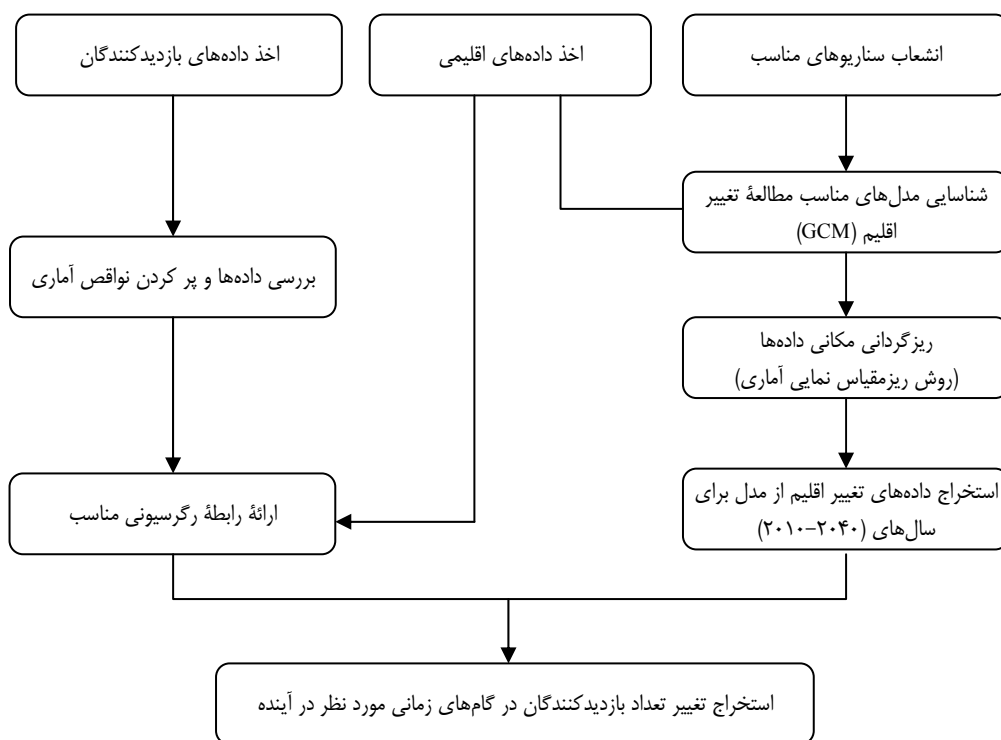 انشعاب سناریوهای مناسب
اخذ داده‌های اقلیمی
اخذ داده‌های بازدیدکنندگان
شناسایی مدل‌های مناسب مطالعهٔ تغییر
اقلیم (GCM)
بررسی داده‌ها و پر کردن نواقص آماری
ریزگردانی مکانی داده‌ها
(روش ریزمقیاس نمایی آماری)
استخراج داده‌های تغییر اقلیم از مدل برای
سال‌های (۲۰۴۰-۲۰۱۰)
ارائهٔ رابطهٔ رگرسیونی مناسب
استخراج تغییر تعداد بازدیدکنندگان در گام‌های زمانی مورد نظر در آینده